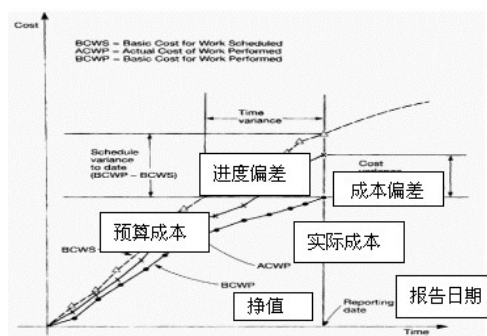 Cost
BCWS = Basic Cost for Work Scheduled
ACWP = Actual Cost of Work Performed
BCWP = Basic Cost for Work Performed
Time
variance
Schedule
variance
to date
(BCWP – BCWS)
进度偏差
Cost
成本偏差
预算成本
实际成本
BCWS
ACWP
BCWP
挣值
Reporting
date
报告日期
Time